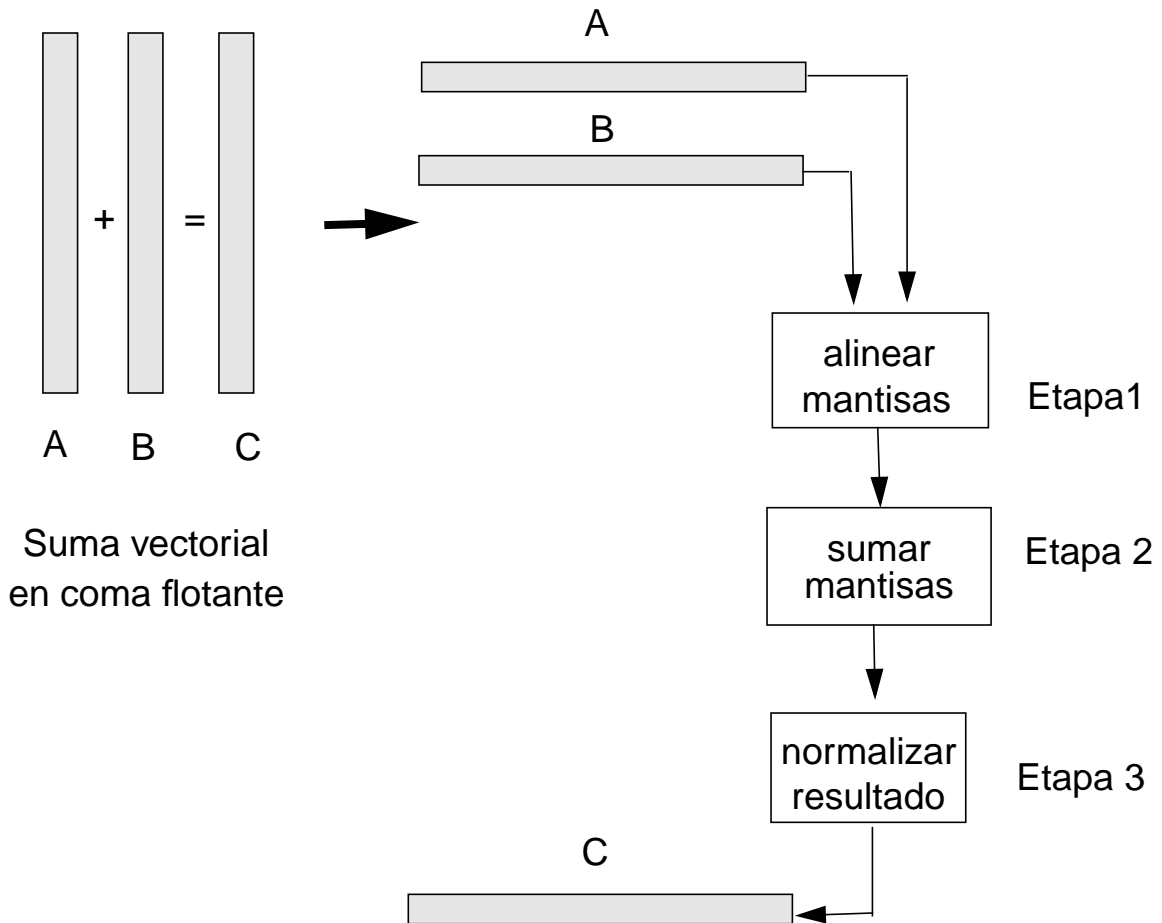 A
B
+
=
alinear
mantisas
Etapa1
A
B
C
Suma vectorial
en coma flotante
sumar
mantisas
Etapa 2
normalizar
resultado
Etapa 3
C